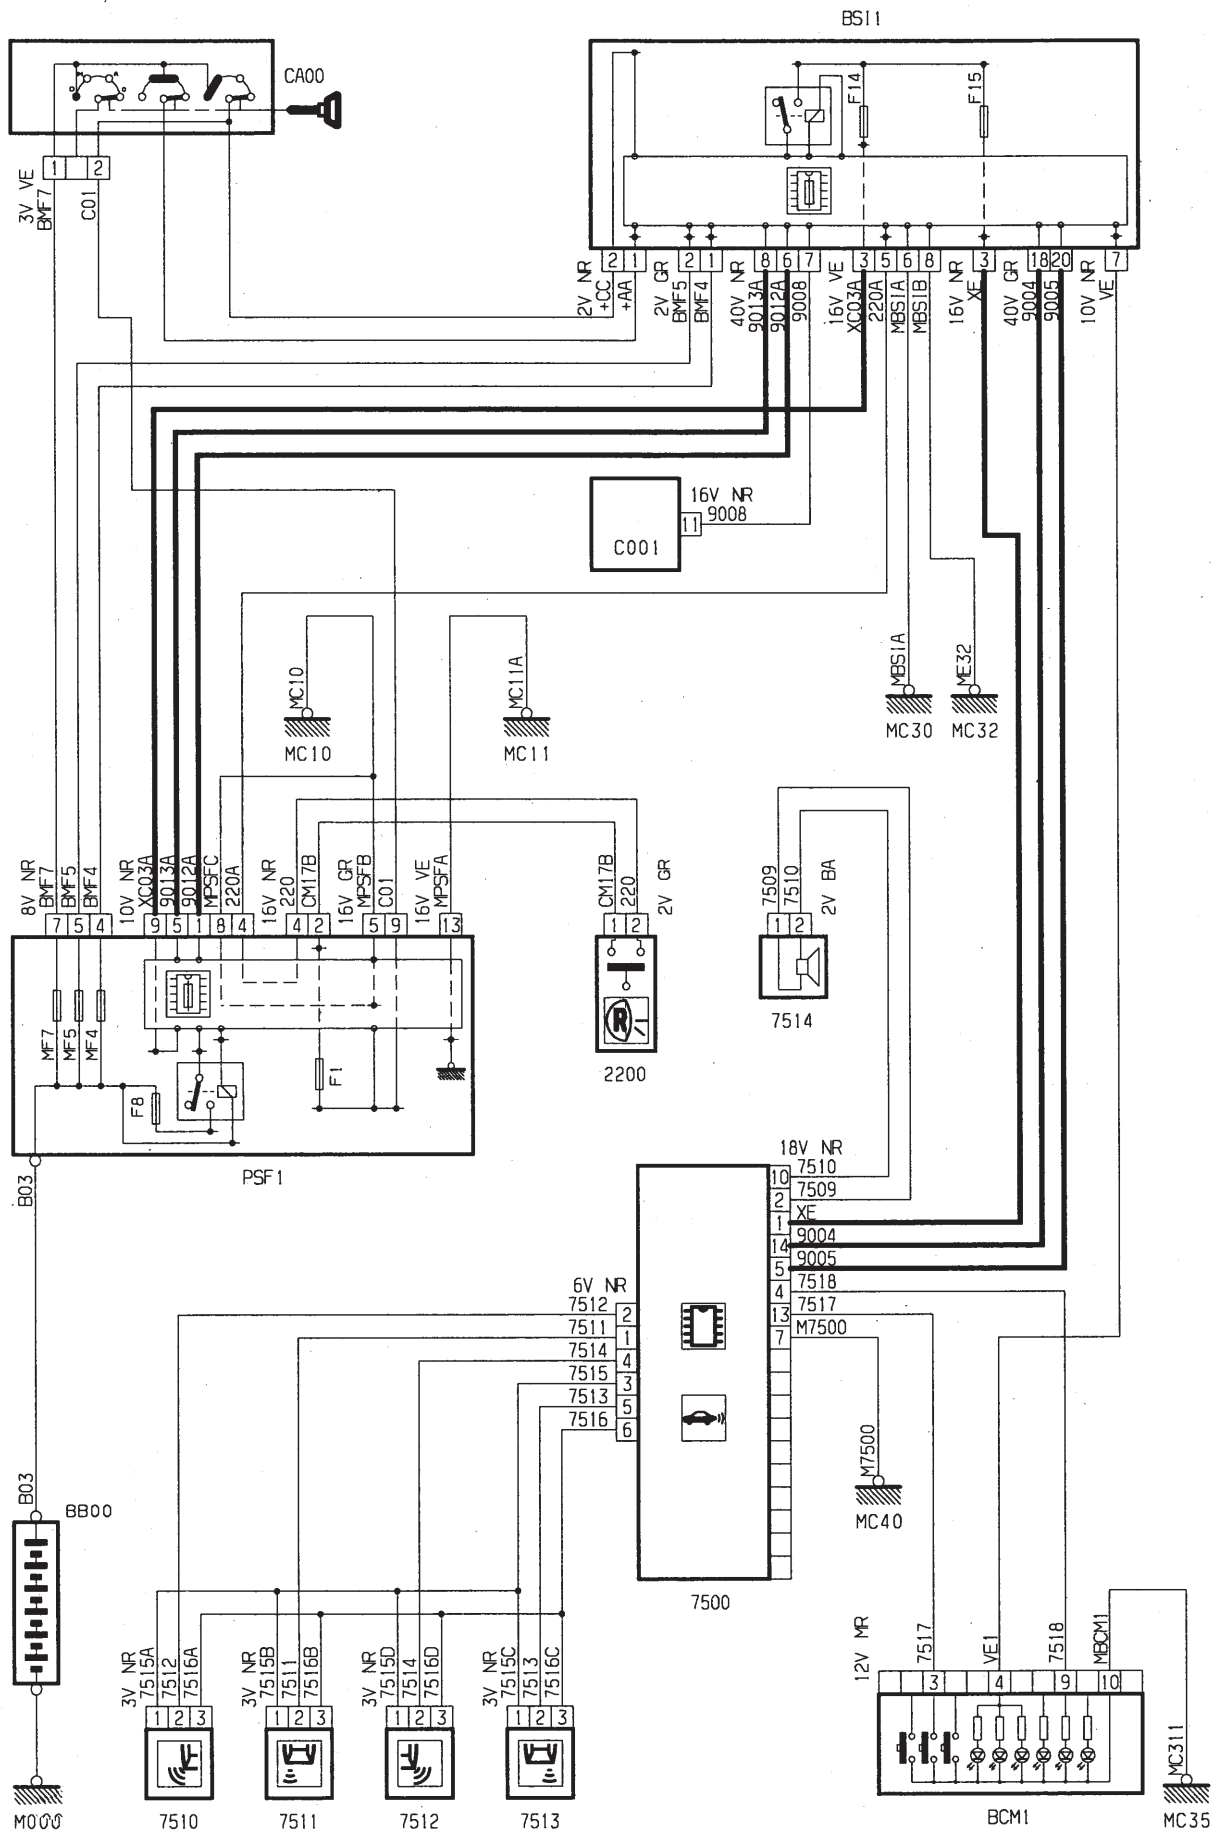 BSI1
CA00
F14
F15
1 2
3V VE
BMF7
C01
2 1 2 1 8 6 7 3 5 6 8 3 18 20 7
2V NR
+CC
+AA
2V GR
BMF5
BMF4
40V NR
9013A
9012A
9008
16V VE
XC03A
220A
MBSIA
MBSIB
16V NR
XE
40V GR
9004
9005
10V NR
VE
16V NR
11 9008
C001
MC10
MC11A
MBSIA
ME32
MC10
MC11
MC30
MC32
8V NR
BMF7
BMF5
BMF4
10V NR
XC03A
9013A
9012A
MPSFC
220A
16V NR
220
CM17B
16V GR
MPSFB
C01
16V VE
MPSFA
CM17B
220
2V GR
7509
7510
2V BA
7 5 4 9 5 1 8 4 4 2 5 9 13 1 2 1 2
MF7
MF5
MF4
F8
F1
R
7514
2200
PSF1
B03
18V NR
10 7510
2 7509
1 XE
14 9004
5 9005
4 7518
13 7517
7 M7500
6V NR
7512 2
7511 1
7514 4
7515 3
7513 5
7516 6
M7500
MC40
7500
B03
BB00
M000
3V NR
7515A
7512
7516A
3V NR
7515B
7511
7516B
3V NR
7515D
7514
7516D
3V NR
7515C
7513
7516C
1 2 3 1 2 3 1 2 3 1 2 3
7510
7511
7512
7513
12V MR
7517
VE1
7518
MBCM1
3 4 9 10
BCM1
MC311
MC35